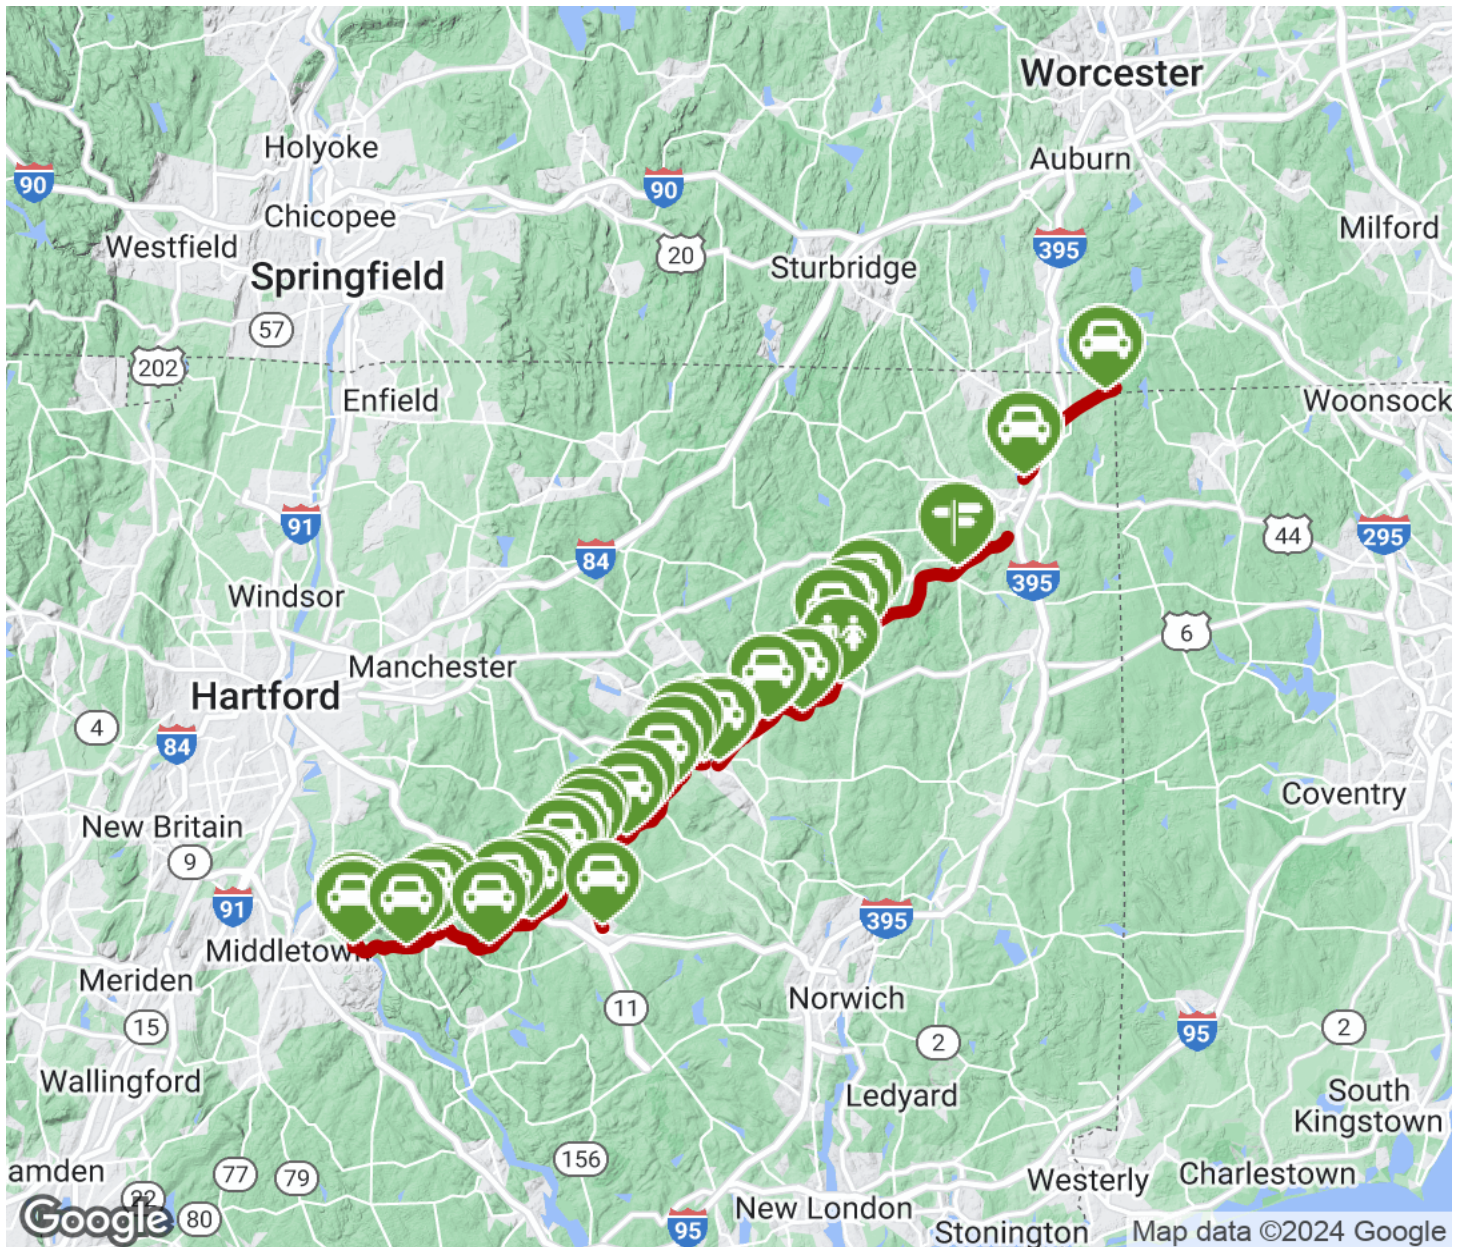 Worcester
Holyoke
Auburn
90
90
Chicopee
Westfield
Milford
395
20
Sturbridge
Springfield
57
202
Enfield
Woonsock
91
44
295
84
395
Windsor
6
Manchester
Hartford
4
84
Coventry
New Britain
9
91
395
Middletown
Meriden
Norwich
11
15
2
2
95
Wallingford
Ledyard
South
Kingstown
156
amden
77
79
Westerly
Charlestown
80
Google
New London
95
Stonington
Map data ©2024 Google